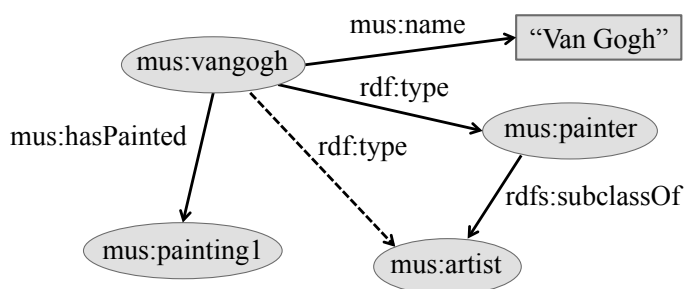 mus:name
“Van Gogh”
mus:vangogh
rdf:type
mus:painter
mus:hasPainted
rdf:type
rdfs:subclassOf
mus:painting1
mus:artist